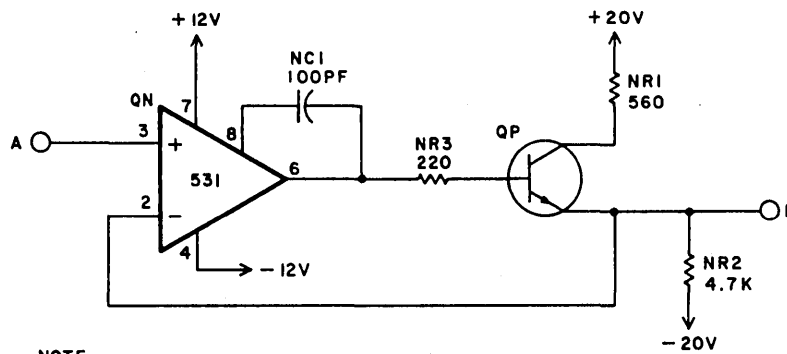 +12V
+20V
NC1
100PF
QN
7
8
NR1
560
A
3
+
NR3
220
QP
531
6
2
-
4
-12V
NR2
4.7K
-20V
NOTE